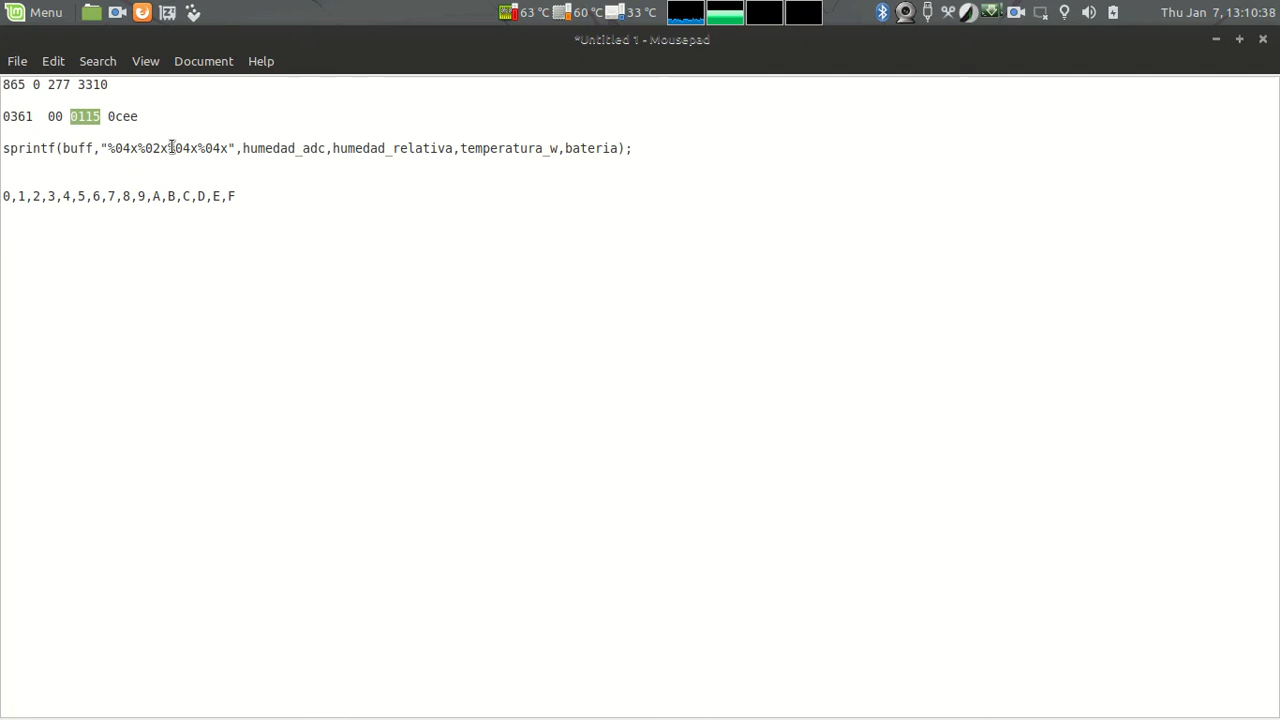 Menu 63 °C 60 °C 33 °C Thu Jan 7, 13:10:38
*Untitled 1 - Mousepad
File Edit Search View Document Help
865 0 277 3310
0361  00 0115 0cee
sprintf(buff,"%04x%02x%04x%04x",humedad_adc,humedad_relativa,temperatura_w,bateria);
0,1,2,3,4,5,6,7,8,9,A,B,C,D,E,F